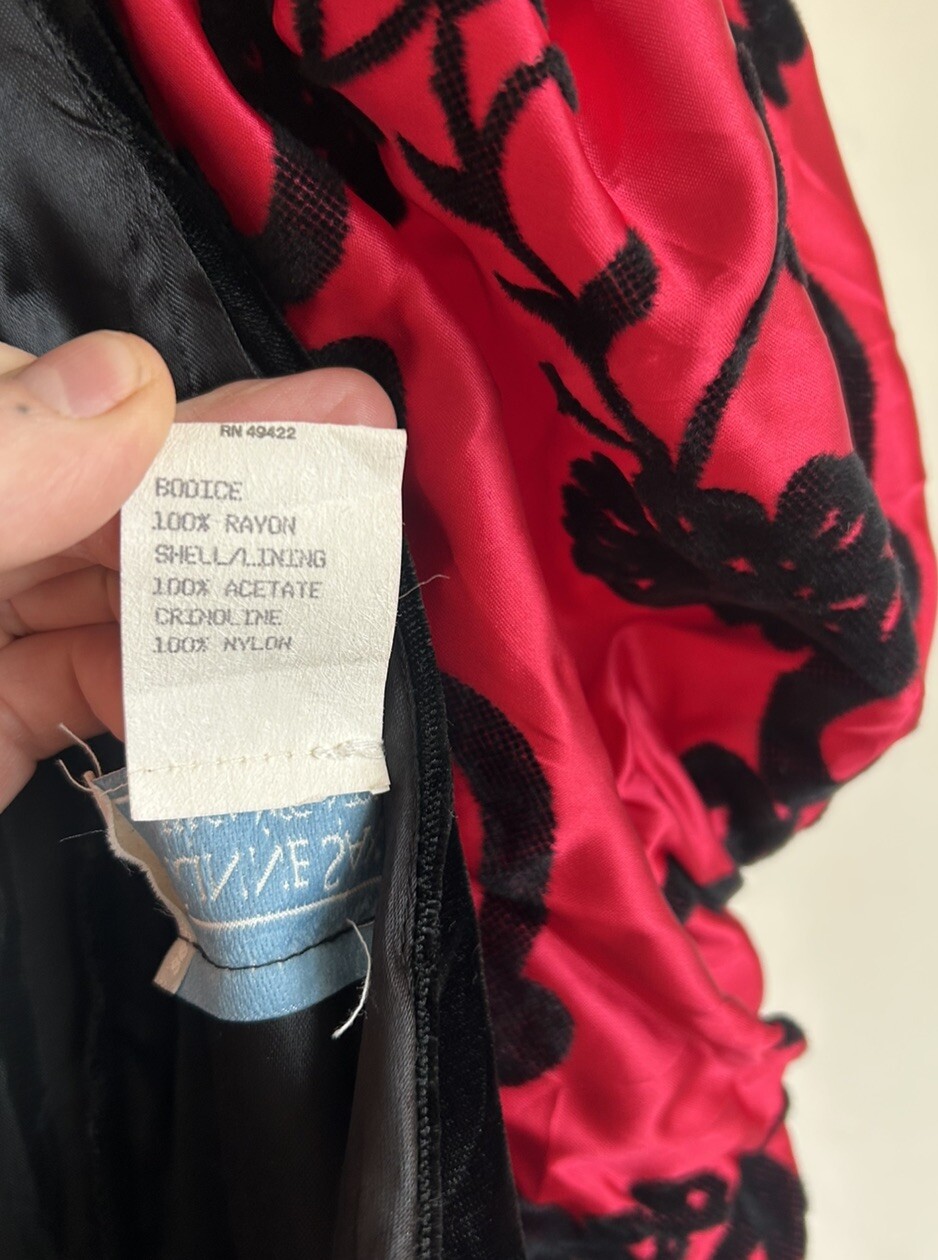 RN 49422
BODICE
100% RAYON
SHELL/LINING
100% ACETATE
CRINOLINE
100% NYLON